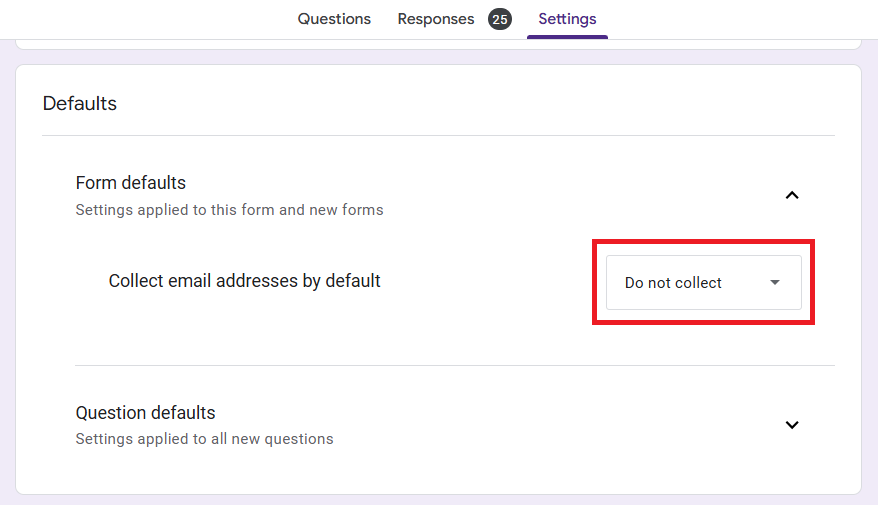 Questions Responses 25 Settings
Defaults
Form defaults
Settings applied to this form and new forms
Collect email addresses by default Do not collect
Question defaults
Settings applied to all new questions